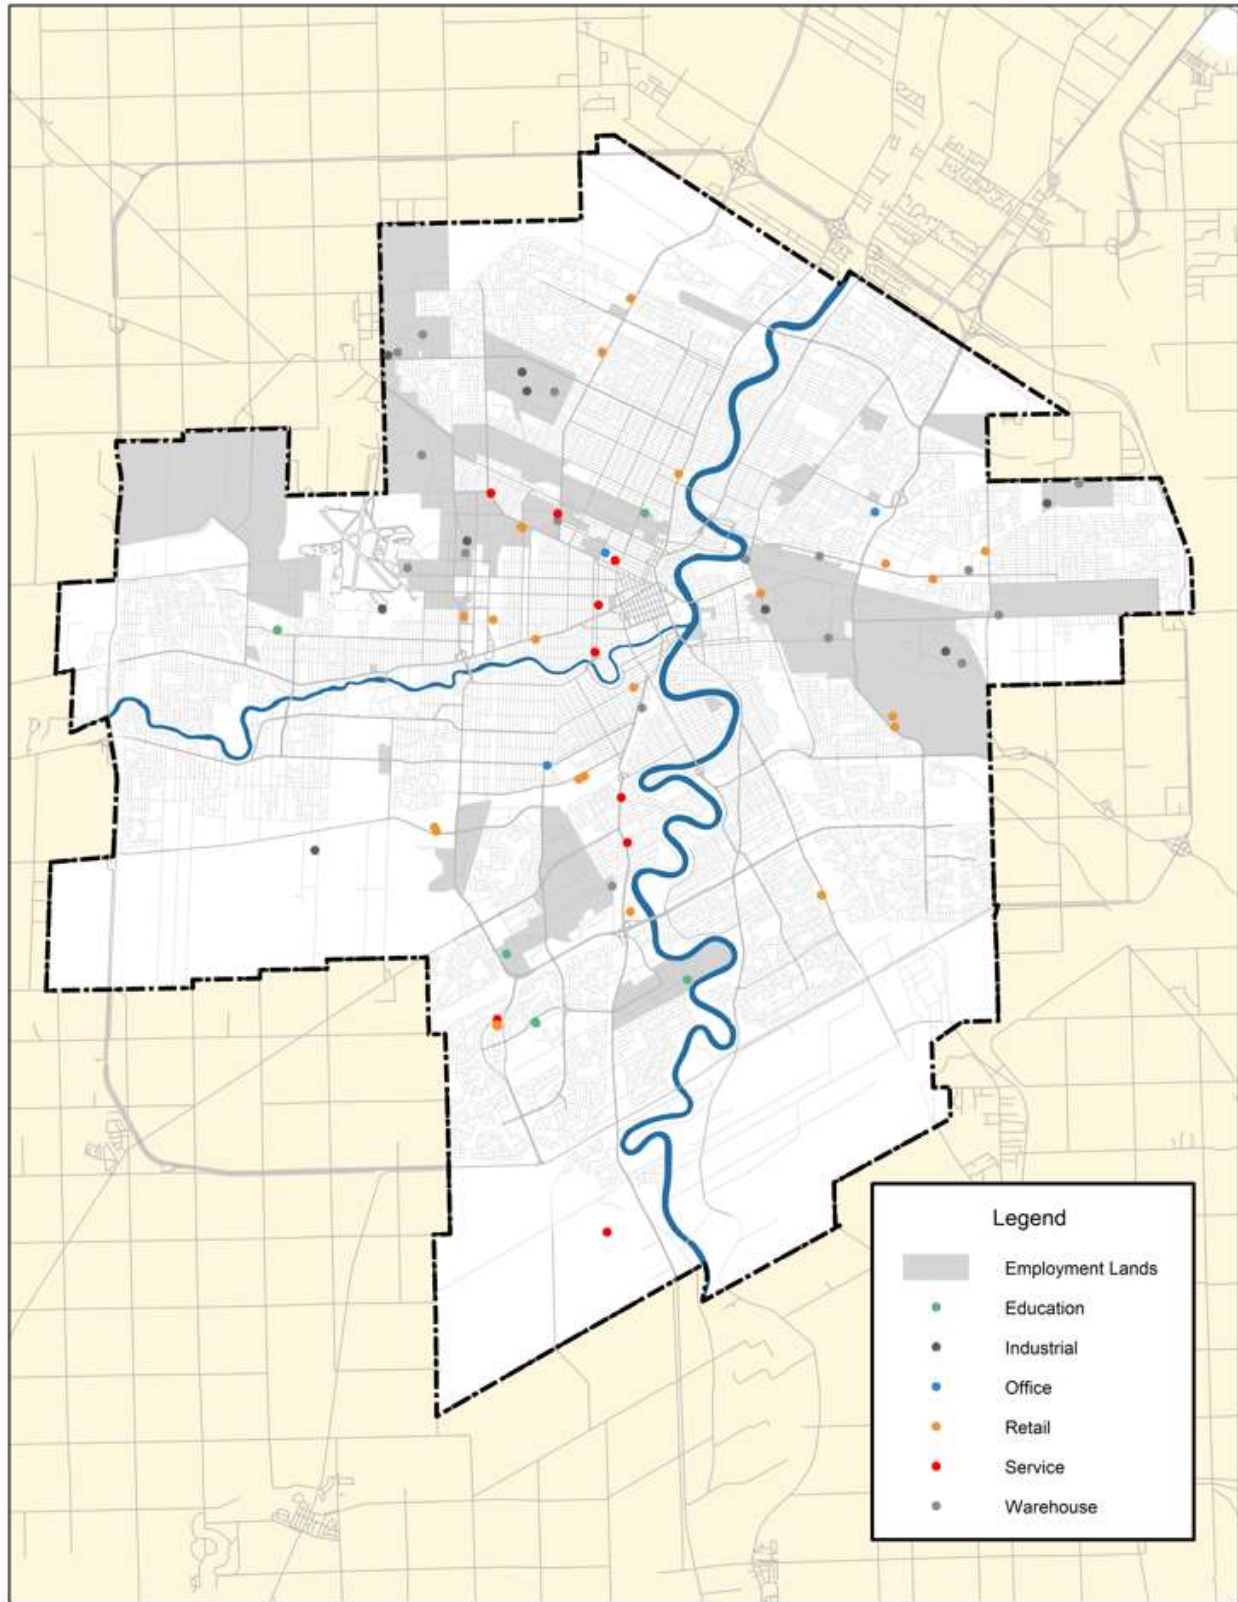 Legend
Employment Lands
Education
Industrial
Office
Retail
Service
Warehouse